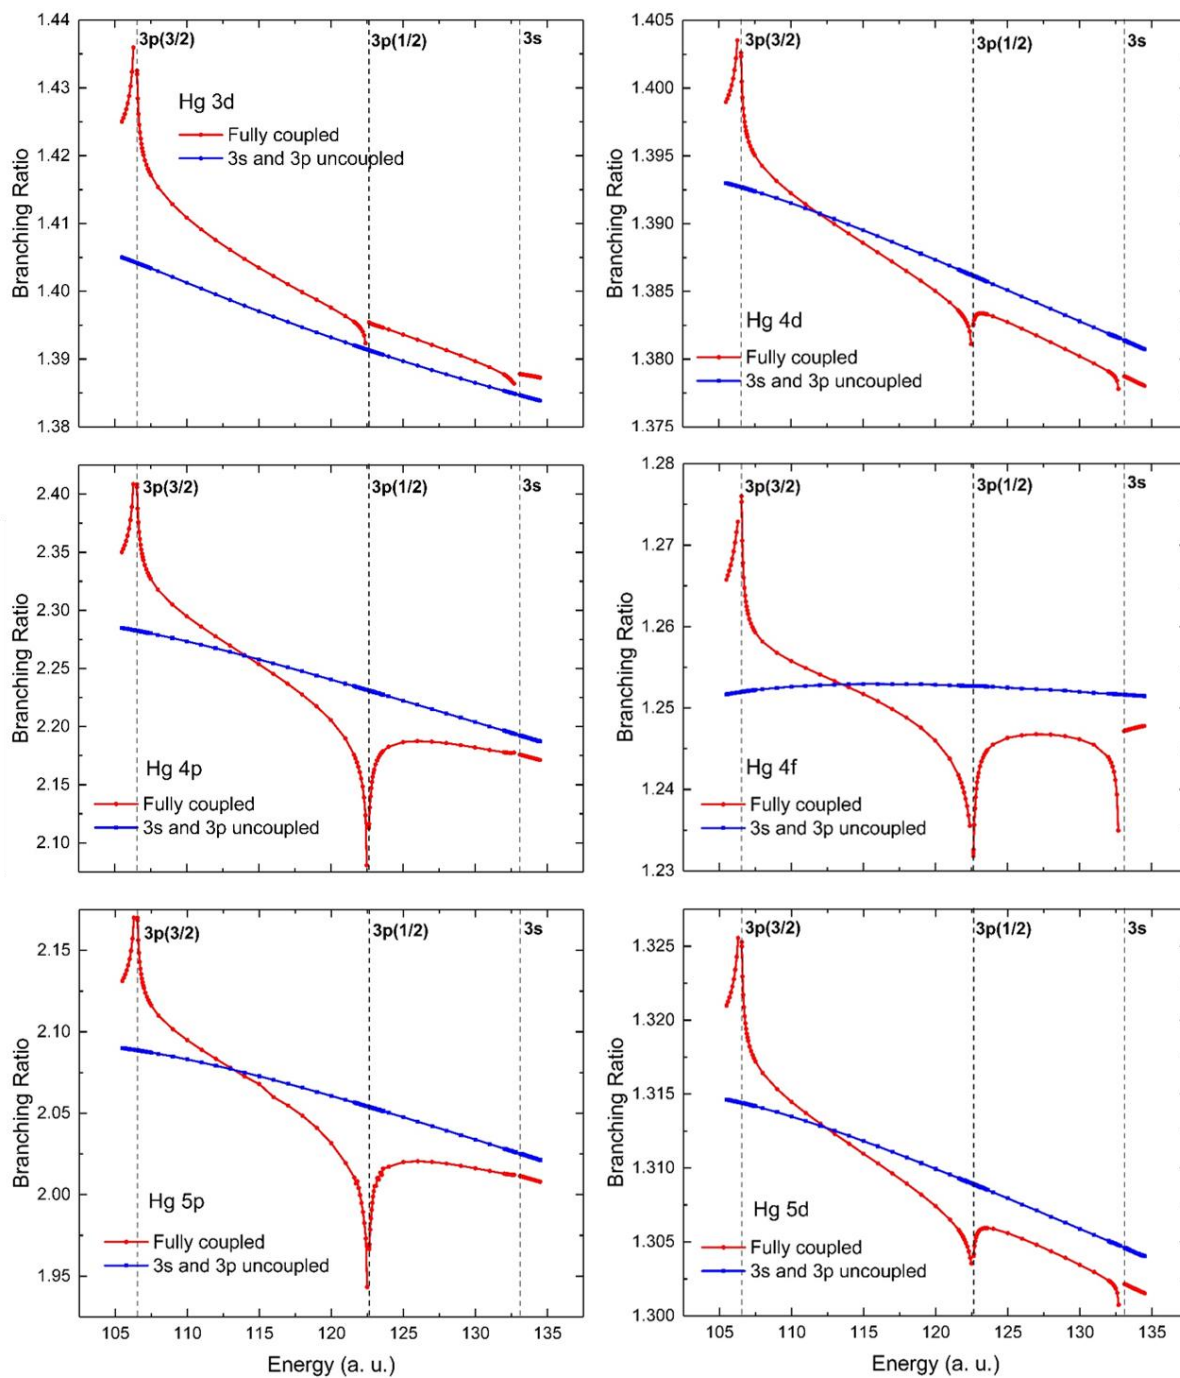 1.44
1.43
1.42
1.41
1.40
1.39
1.38
Branching Ratio
3p(3/2)
3p(1/2)
3s
Hg 3d
Fully coupled
3s and 3p uncoupled
1.405
1.400
1.395
1.390
1.385
1.380
1.375
Branching Ratio
3p(3/2)
3p(1/2)
3s
Hg 4d
Fully coupled
3s and 3p uncoupled
2.40
2.35
2.30
2.25
2.20
2.15
2.10
Branching Ratio
3p(3/2)
3p(1/2)
3s
Hg 4p
Fully coupled
3s and 3p uncoupled
1.28
1.27
1.26
1.25
1.24
1.23
Branching Ratio
3p(3/2)
3p(1/2)
3s
Hg 4f
Fully coupled
3s and 3p uncoupled
2.15
2.10
2.05
2.00
1.95
Branching Ratio
3p(3/2)
3p(1/2)
3s
Hg 5p
Fully coupled
3s and 3p uncoupled
105 110 115 120 125 130 135
Energy (a. u.)
1.325
1.320
1.315
1.310
1.305
1.300
Branching Ratio
3p(3/2)
3p(1/2)
3s
Hg 5d
Fully coupled
3s and 3p uncoupled
105 110 115 120 125 130 135
Energy (a. u.)